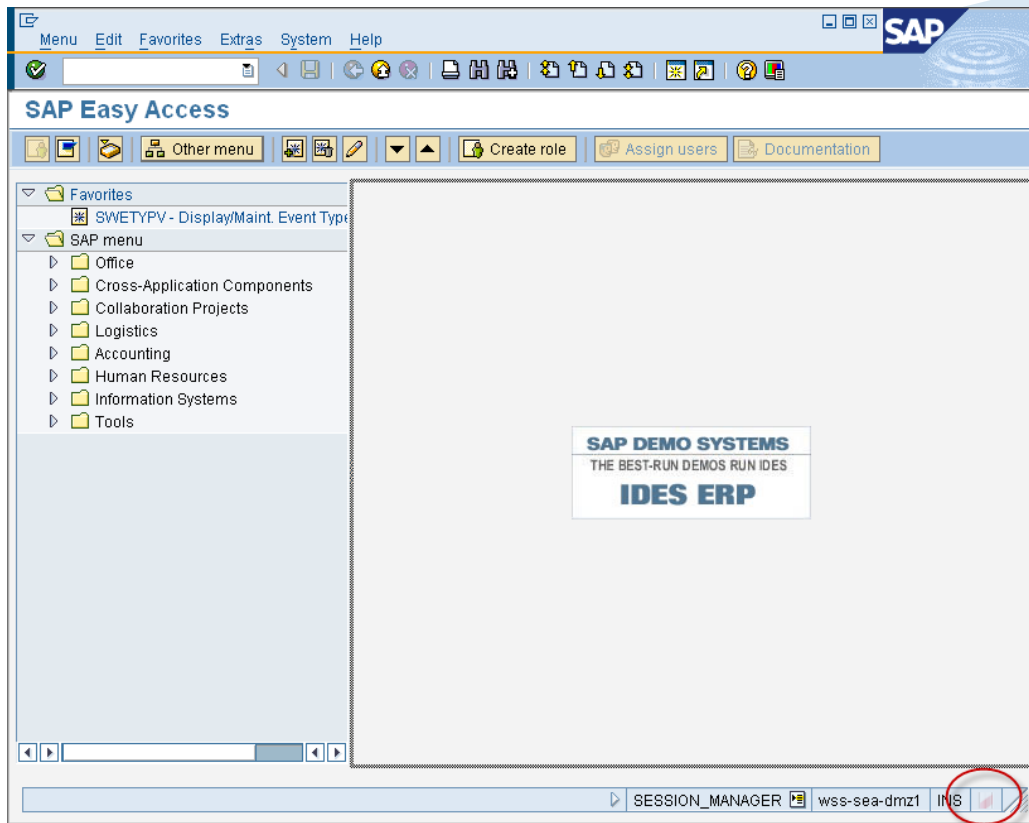 Menu Edit Favorites Extras System Help
SAP
SAP Easy Access
Other menu Create role Assign users Documentation
Favorites
SWETYPV - Display/Maint. Event Type
SAP menu
Office
Cross-Application Components
Collaboration Projects
Logistics
Accounting
Human Resources
Information Systems
Tools
SAP DEMO SYSTEMS
THE BEST-RUN DEMOS RUN IDES
IDES ERP
SESSION_MANAGER wss-sea-dmz1 INS